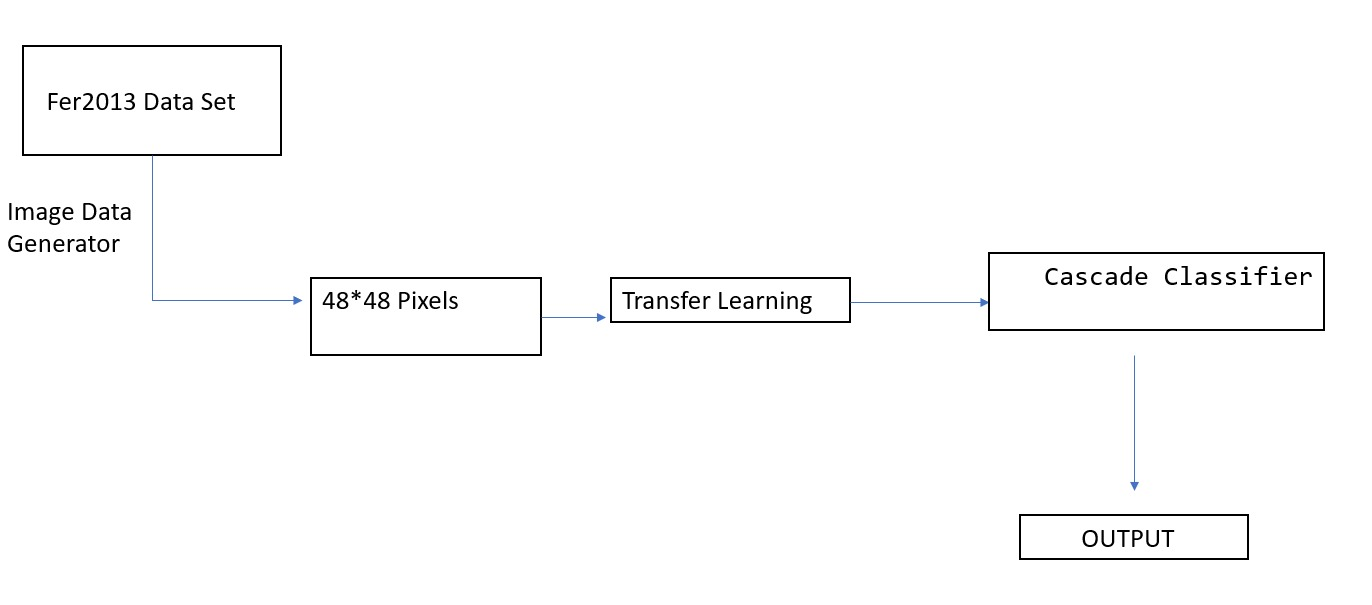 Fer2013 Data Set
Image Data
Generator
48*48 Pixels
Transfer Learning
Cascade Classifier
OUTPUT